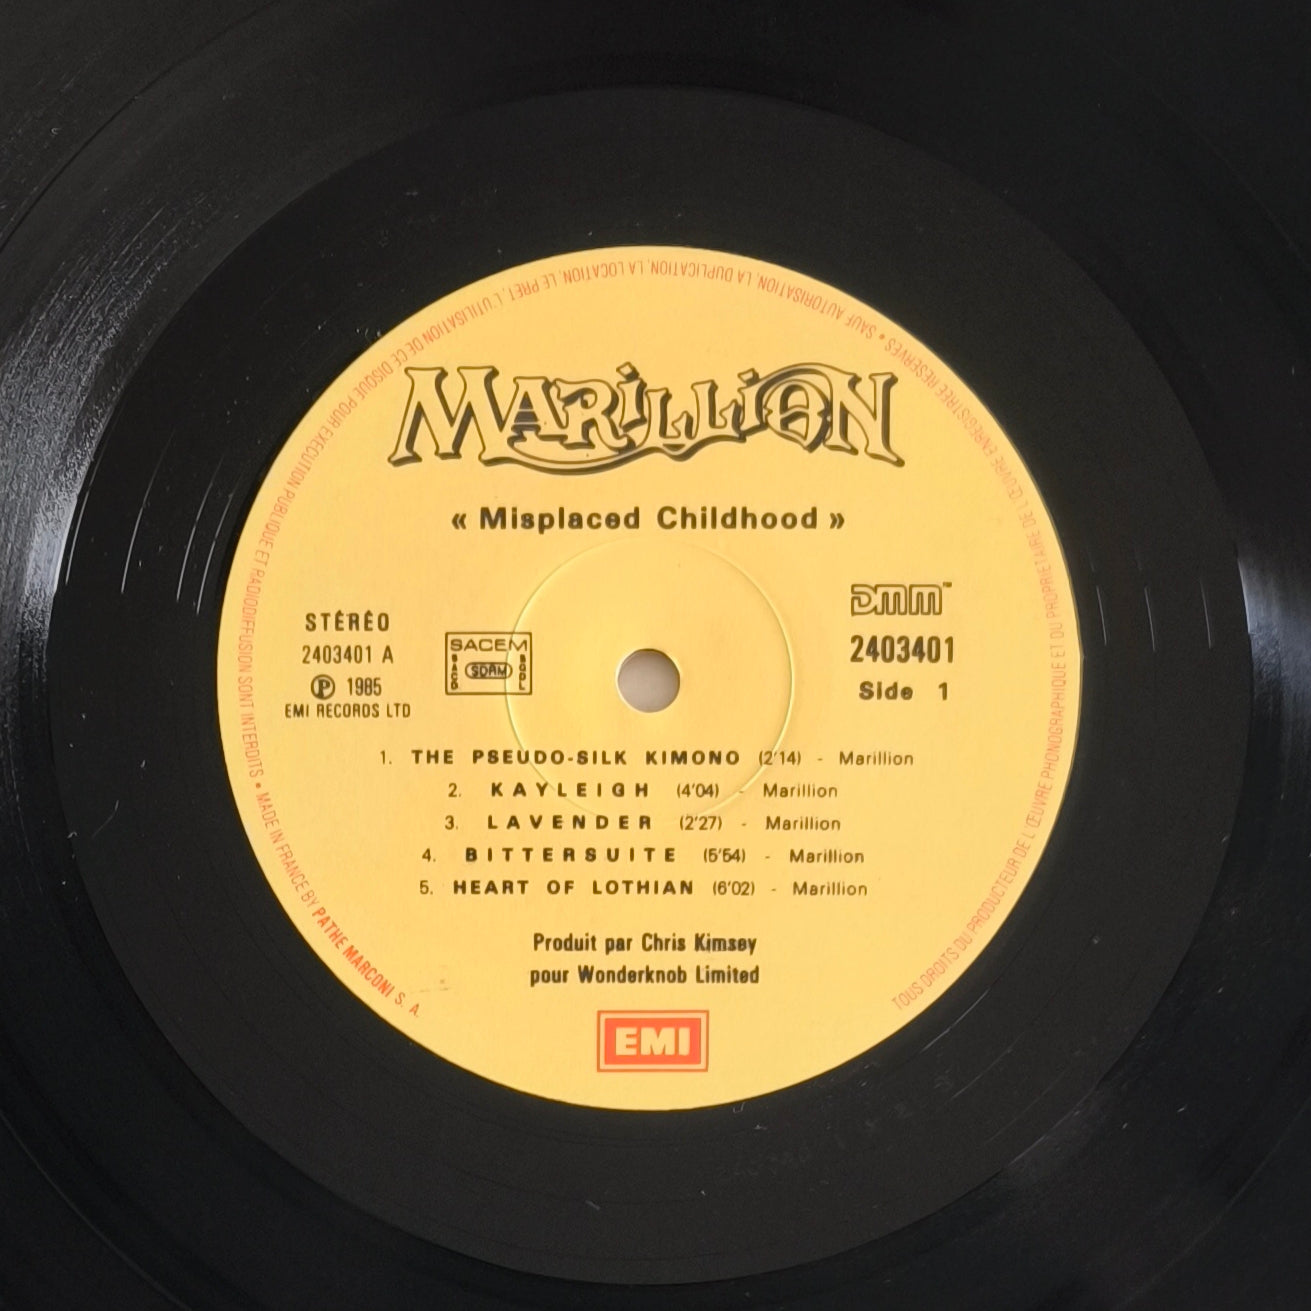 MARILLION
« Misplaced Childhood »
STÉRÉO
2403401 A
Ⓟ 1985
EMI RECORDS LTD
SACEM
SACD
SDRM
SGDL
DMM™
2403401
Side 1
1. THE PSEUDO-SILK KIMONO (2'14) - Marillion
2. KAYLEIGH (4'04) - Marillion
3. LAVENDER (2'27) - Marillion
4. BITTERSUITE (5'54) - Marillion
5. HEART OF LOTHIAN (6'02) - Marillion
Produit par Chris Kimsey
pour Wonderknob Limited
EMI
TOUS DROITS DU PRODUCTEUR DE L'ŒUVRE PHONOGRAPHIQUE ET DU PROPRIETAIRE DE L'ŒUVRE ENREGISTREE RESERVES • SAUF AUTORISATION, LA DUPLICATION, LA LOCATION, LE PRET, L'UTILISATION DE CE DISQUE POUR EXECUTION PUBLIQUE ET RADIODIFFUSION SONT INTERDITS • MADE IN FRANCE BY PATHE MARCONI S. A.